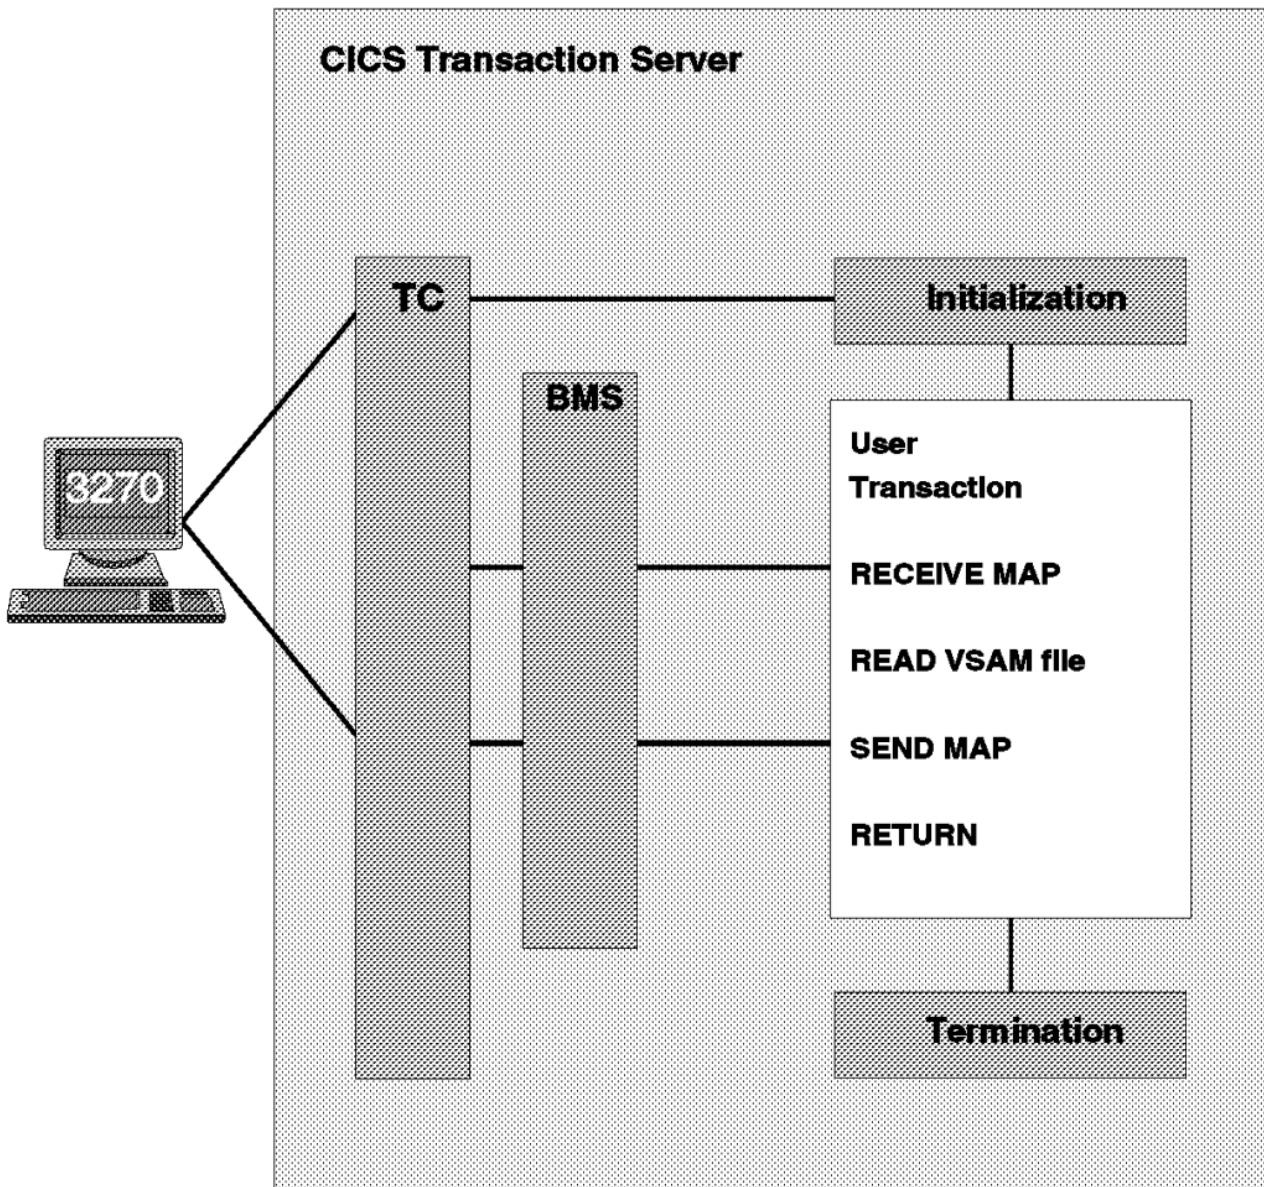 CICS Transaction Server
TC
Initialization
BMS
3270
User
Transaction
RECEIVE MAP
READ VSAM file
SEND MAP
RETURN
Termination